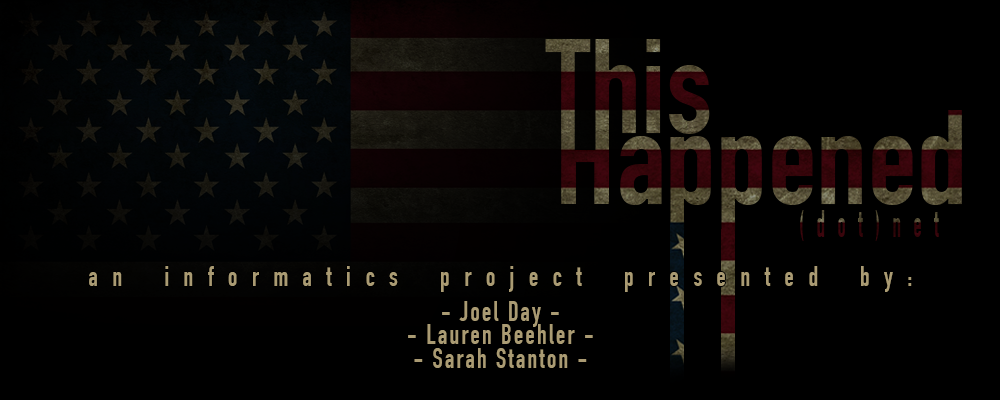 This
Happened
(dot)net
an informatics project presented by:
- Joel Day -
- Lauren Beehler -
- Sarah Stanton -